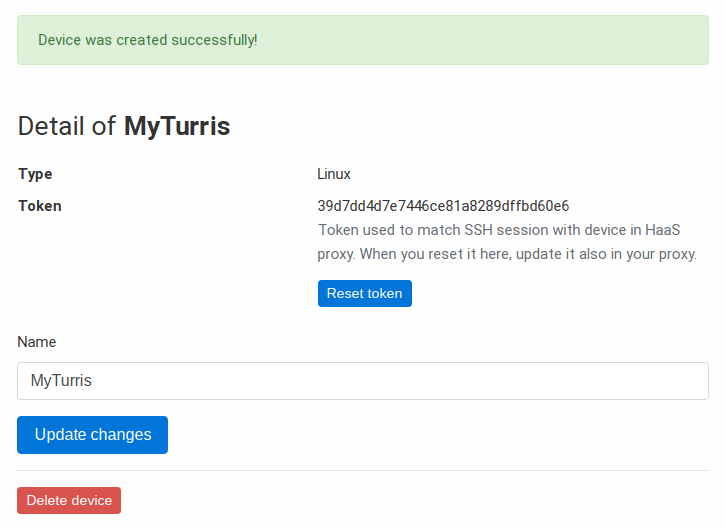 Device was created successfully!
Detail of MyTurris
Type Linux
Token 39d7dd4d7e7446ce81a8289dffbd60e6
Token used to match SSH session with device in HaaS
proxy. When you reset it here, update it also in your proxy.
Reset token
Name
MyTurris
Update changes
Delete device